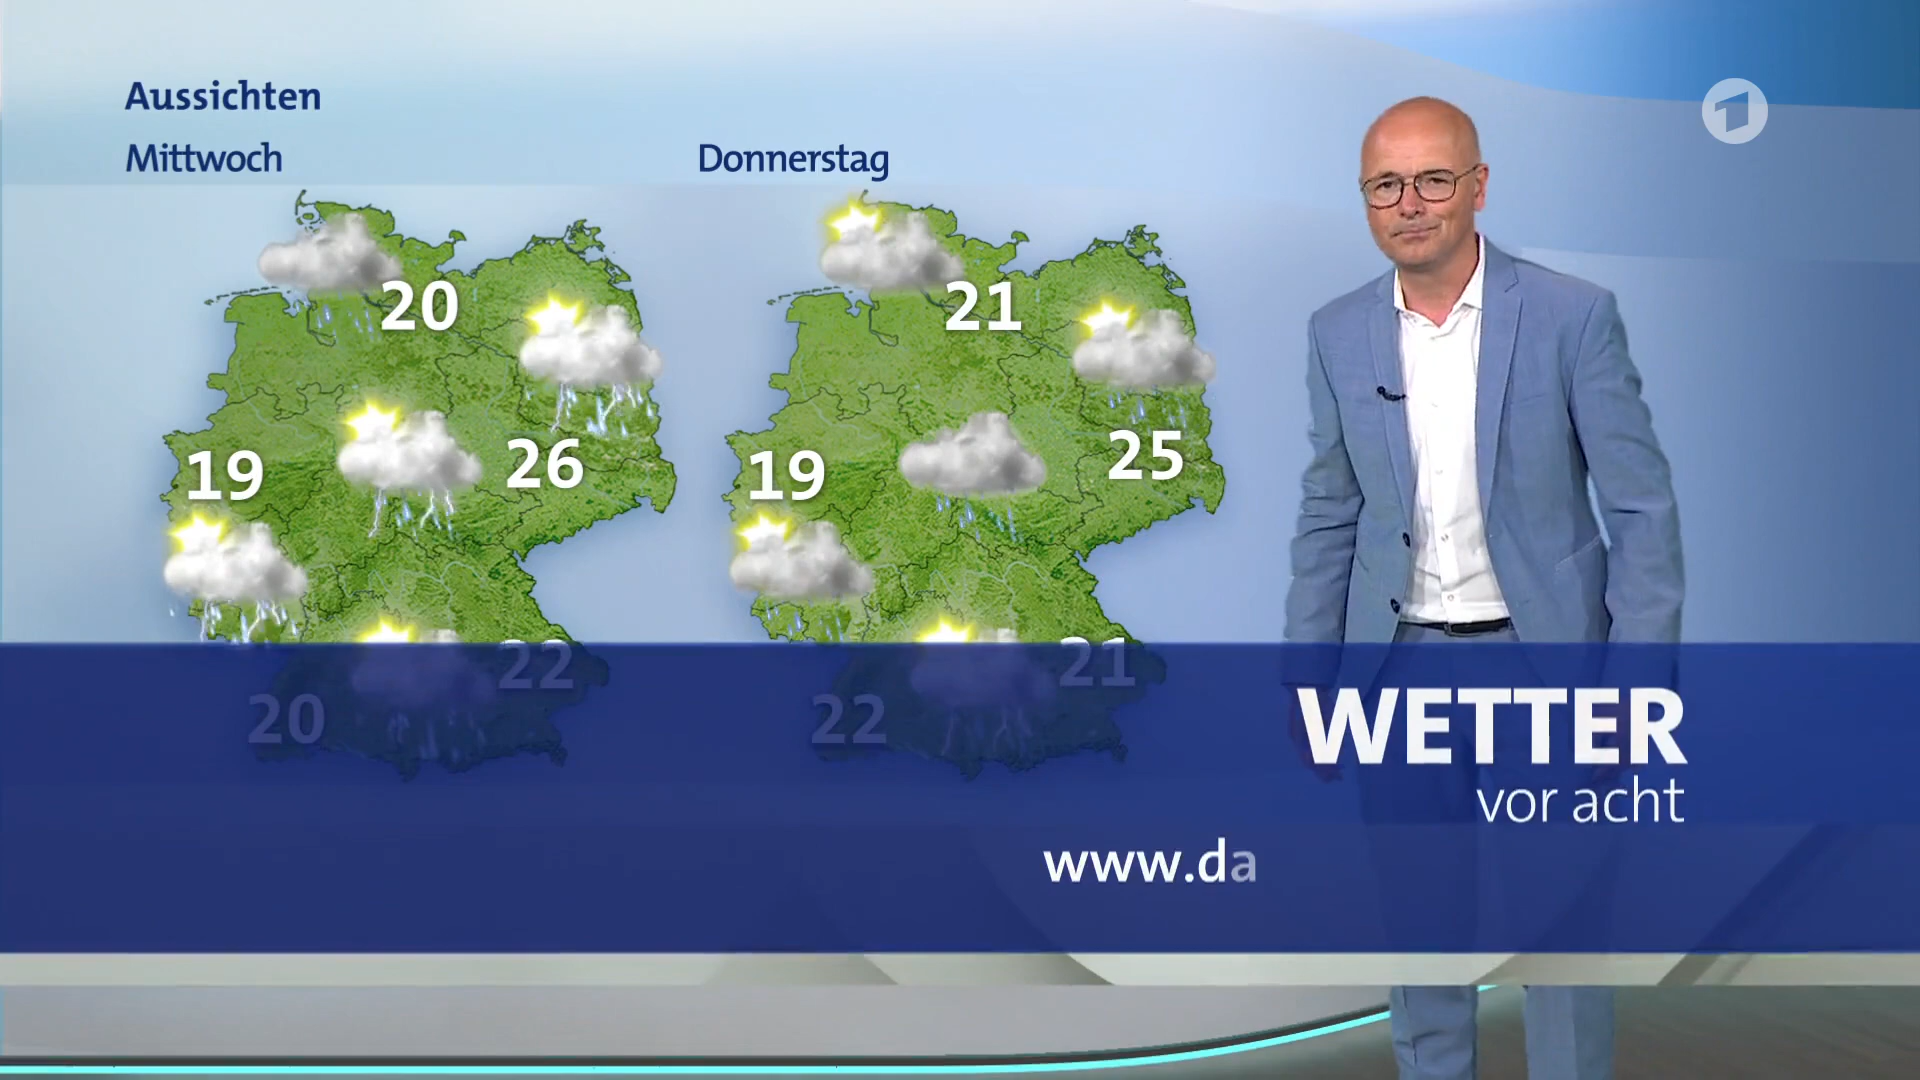 Aussichten
Mittwoch
Donnerstag
20
21
19
26
19
25
22
21
20
22
WETTER
vor acht
www.da